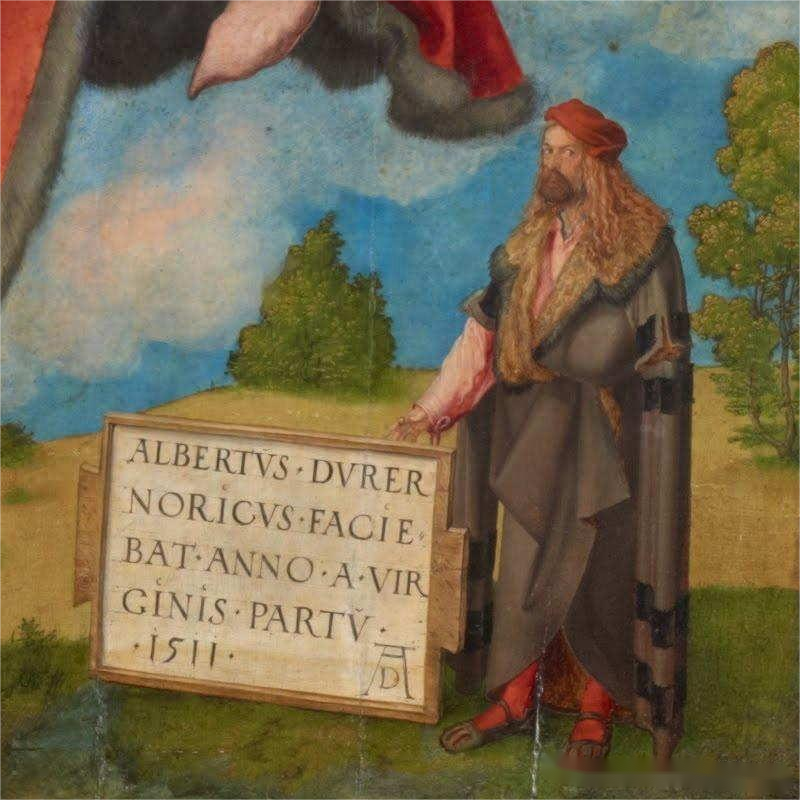 ALBERTVS·DVRER
NORICVS·FACIE·
BAT·ANNO·A·VIR
GINIS·PARTV̆·
·1511·
AD